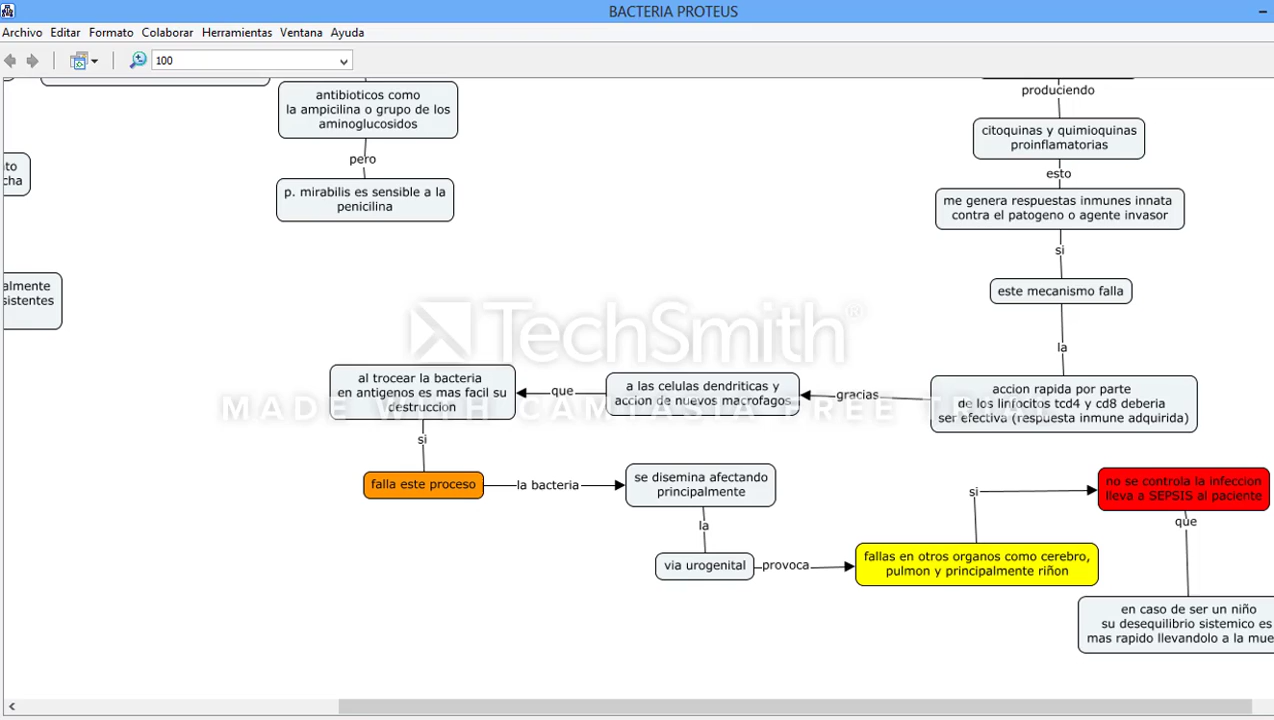 BACTERIA PROTEUS
Archivo Editar Formato Colaborar Herramientas Ventana Ayuda
100
antibioticos como
la ampicilina o grupo de los
aminoglucosidos
pero
p. mirabilis es sensible a la
penicilina
nto
cha
almente
sistentes
produciendo
citoquinas y quimioquinas
proinflamatorias
esto
me genera respuestas inmunes innata
contra el patogeno o agente invasor
si
este mecanismo falla
la
accion rapida por parte
de los linfocitos tcd4 y cd8 deberia
ser efectiva (respuesta inmune adquirida)
gracias
a las celulas dendriticas y
accion de nuevos macrofagos
que
al trocear la bacteria
en antigenos es mas facil su
destruccion
si
falla este proceso
la bacteria
se disemina afectando
principalmente
la
via urogenital
provoca
fallas en otros organos como cerebro,
pulmon y principalmente riñon
si
no se controla la infeccion
lleva a SEPSIS al paciente
que
en caso de ser un niño
su desequilibrio sistemico es
mas rapido llevandolo a la mue
TechSmith®
MADE WITH CAMTASIA FREE TRIAL